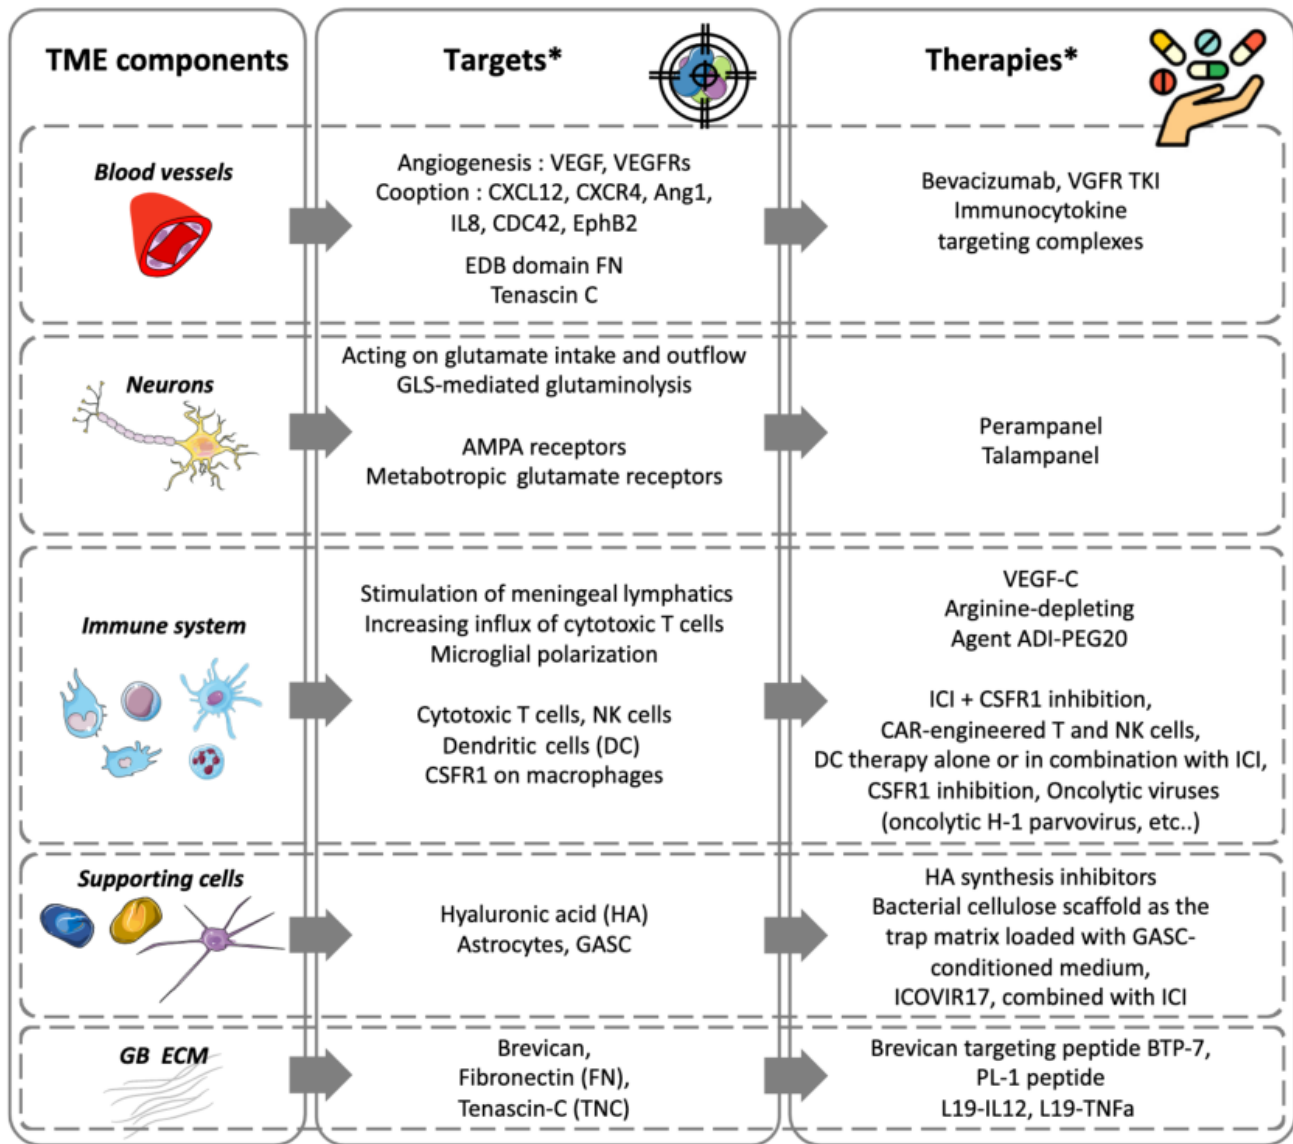 TME components
Targets*
Therapies*
Blood vessels
Angiogenesis : VEGF, VEGFRs
Cooption : CXCL12, CXCR4, Ang1,
IL8, CDC42, EphB2
EDB domain FN
Tenascin C
Bevacizumab, VGFR TKI
Immunocytokine
targeting complexes
Neurons
Acting on glutamate intake and outflow
GLS-mediated glutaminolysis
AMPA receptors
Metabotropic glutamate receptors
Perampanel
Talampanel
Immune system
Stimulation of meningeal lymphatics
Increasing influx of cytotoxic T cells
Microglial polarization
Cytotoxic T cells, NK cells
Dendritic cells (DC)
CSFR1 on macrophages
VEGF-C
Arginine-depleting
Agent ADI-PEG20
ICI + CSFR1 inhibition,
CAR-engineered T and NK cells,
DC therapy alone or in combination with ICI,
CSFR1 inhibition, Oncolytic viruses
(oncolytic H-1 parvovirus, etc..)
Supporting cells
Hyaluronic acid (HA)
Astrocytes, GASC
HA synthesis inhibitors
Bacterial cellulose scaffold as the
trap matrix loaded with GASC-
conditioned medium,
ICOVIR17, combined with ICI
GB ECM
Brevican,
Fibronectin (FN),
Tenascin-C (TNC)
Brevican targeting peptide BTP-7,
PL-1 peptide
L19-IL12, L19-TNFa